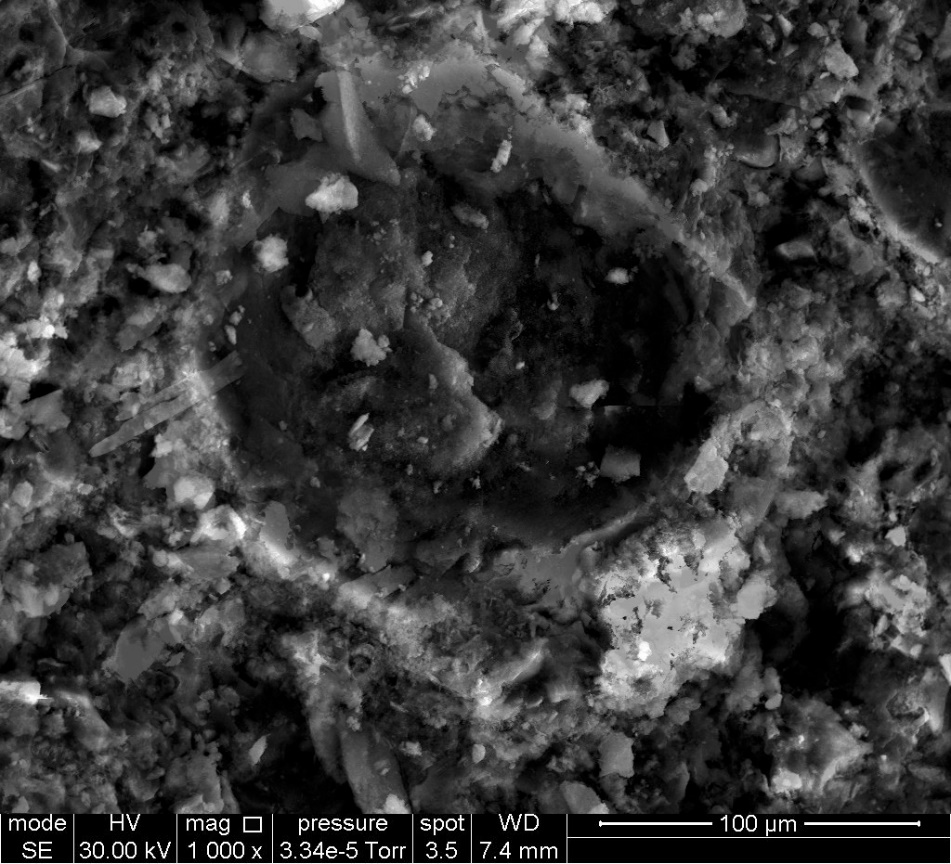 mode HV mag □ pressure spot WD 100 µm
SE 30.00 kV 1 000 x 3.34e-5 Torr 3.5 7.4 mm